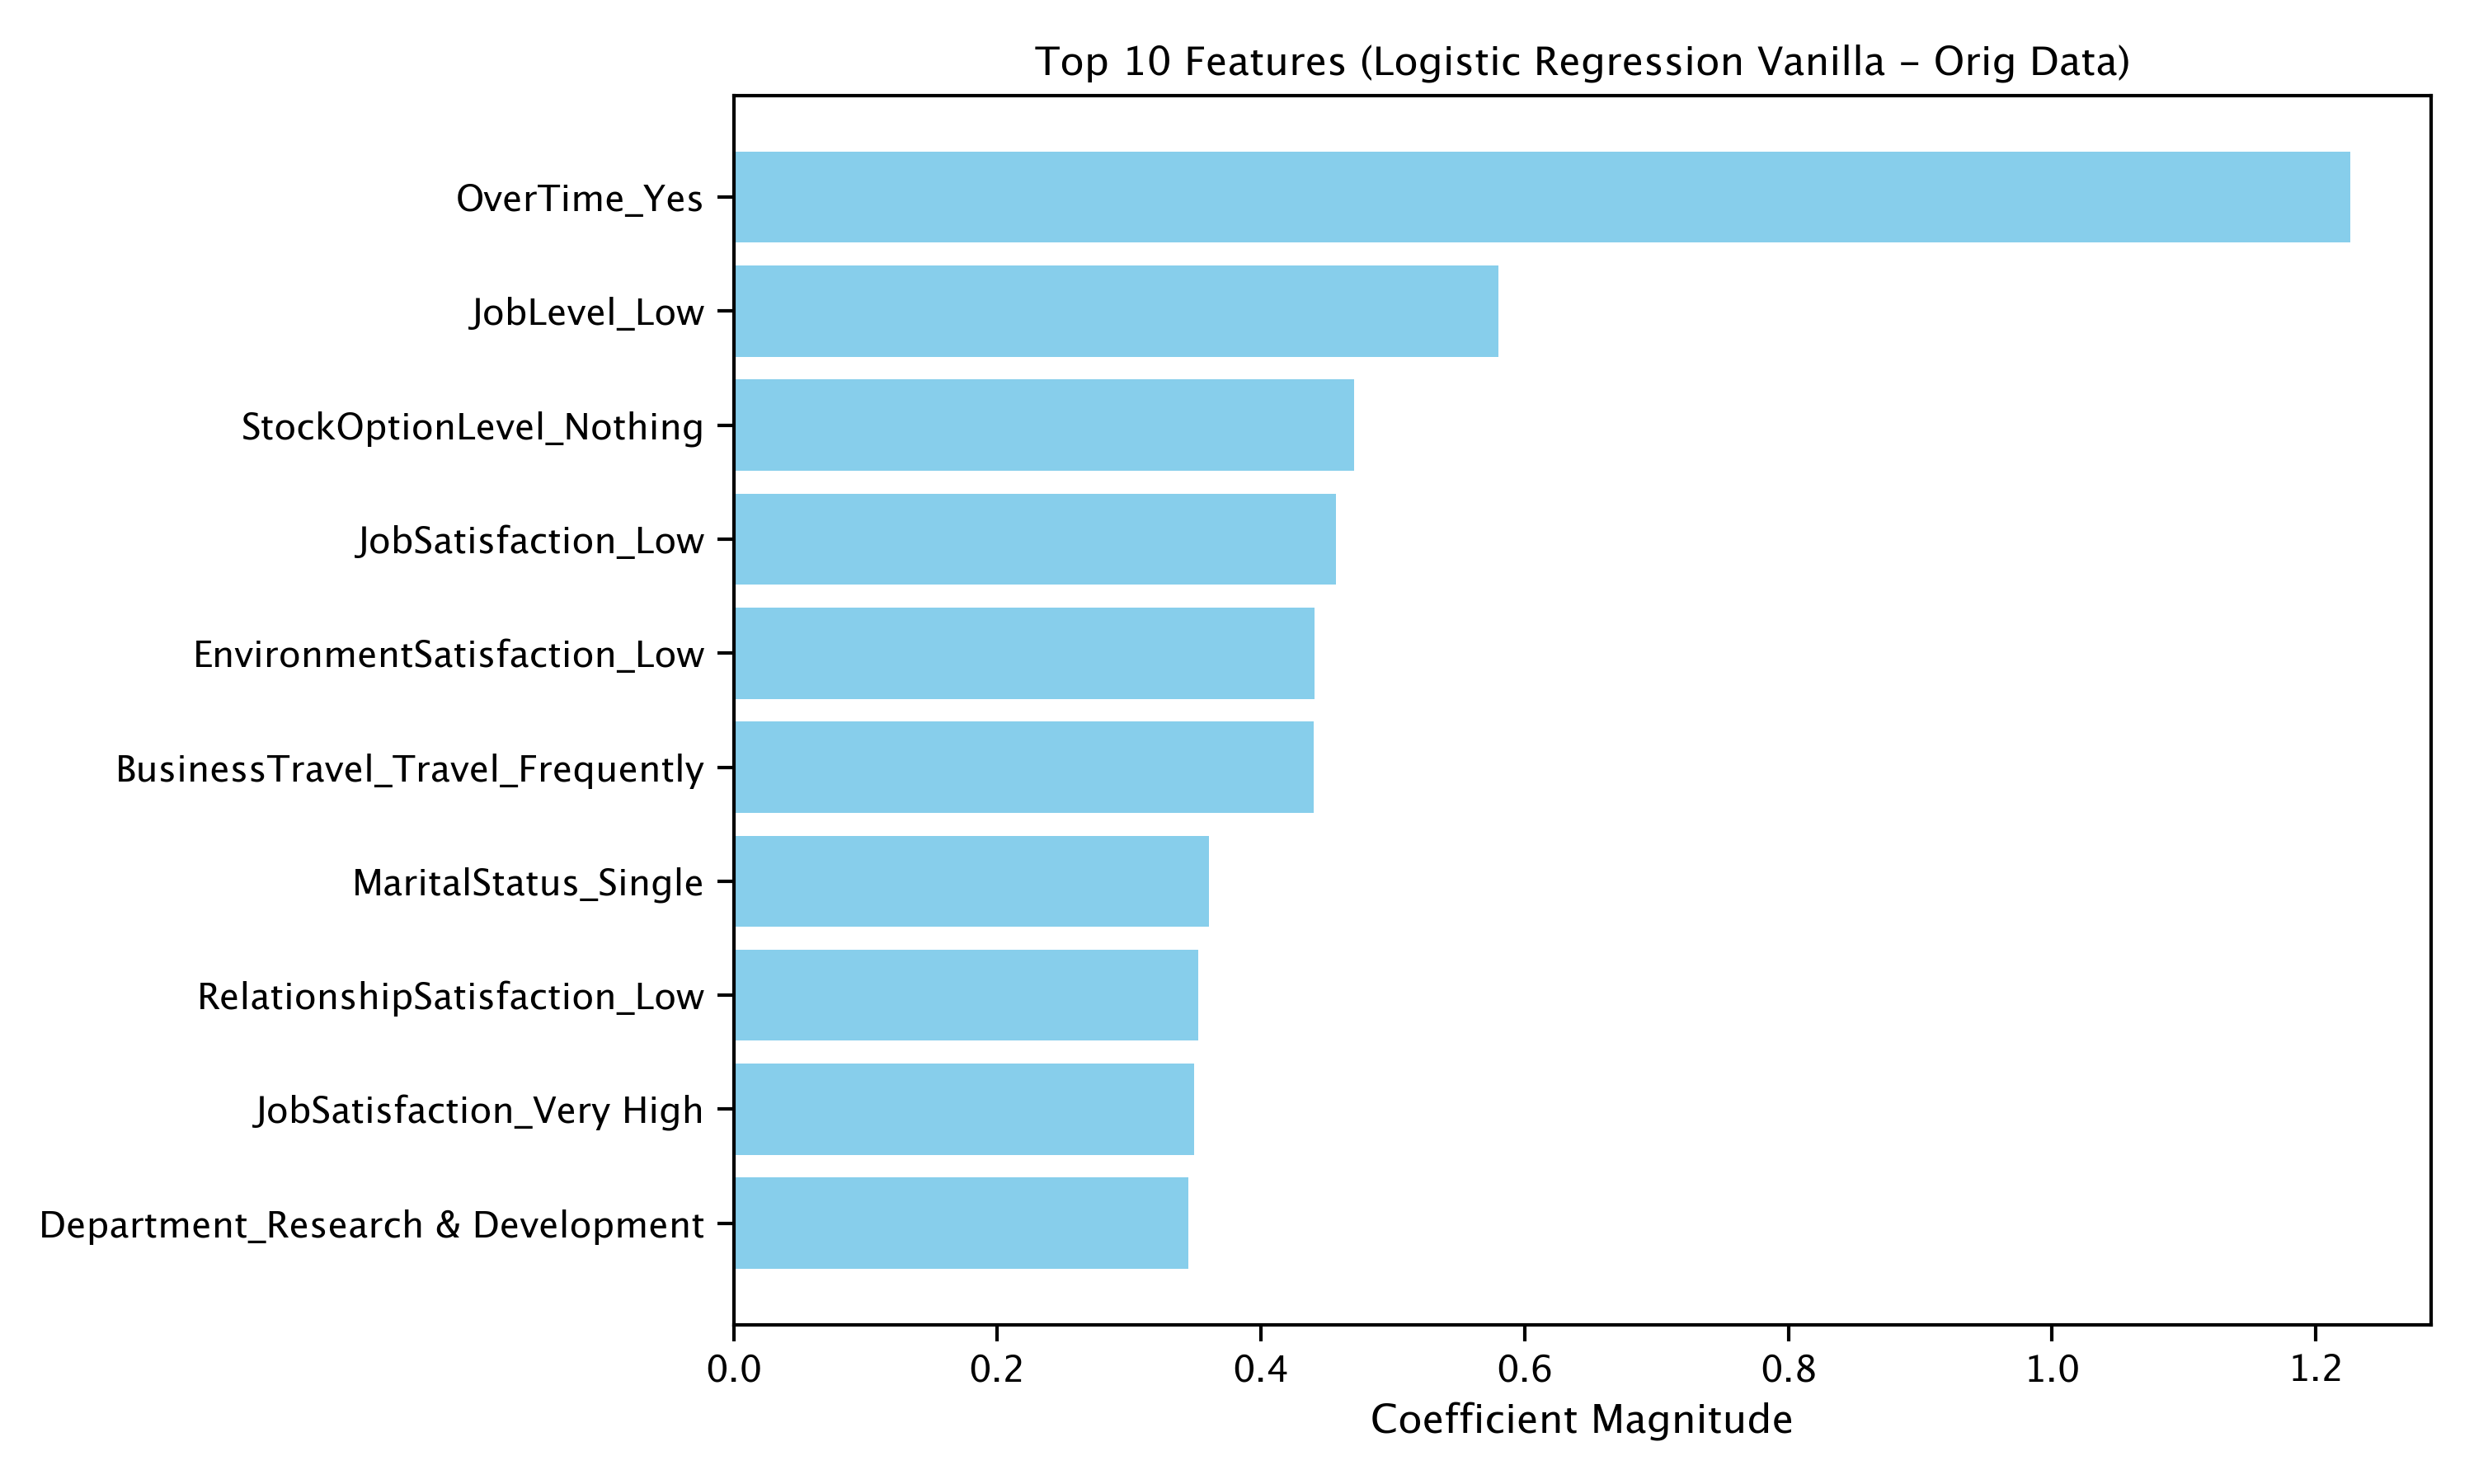 Top 10 Features (Logistic Regression Vanilla – Orig Data)
OverTime_Yes
JobLevel_Low
StockOptionLevel_Nothing
JobSatisfaction_Low
EnvironmentSatisfaction_Low
BusinessTravel_Travel_Frequently
MaritalStatus_Single
RelationshipSatisfaction_Low
JobSatisfaction_Very High
Department_Research & Development
0.0 0.2 0.4 0.6 0.8 1.0 1.2
Coefficient Magnitude